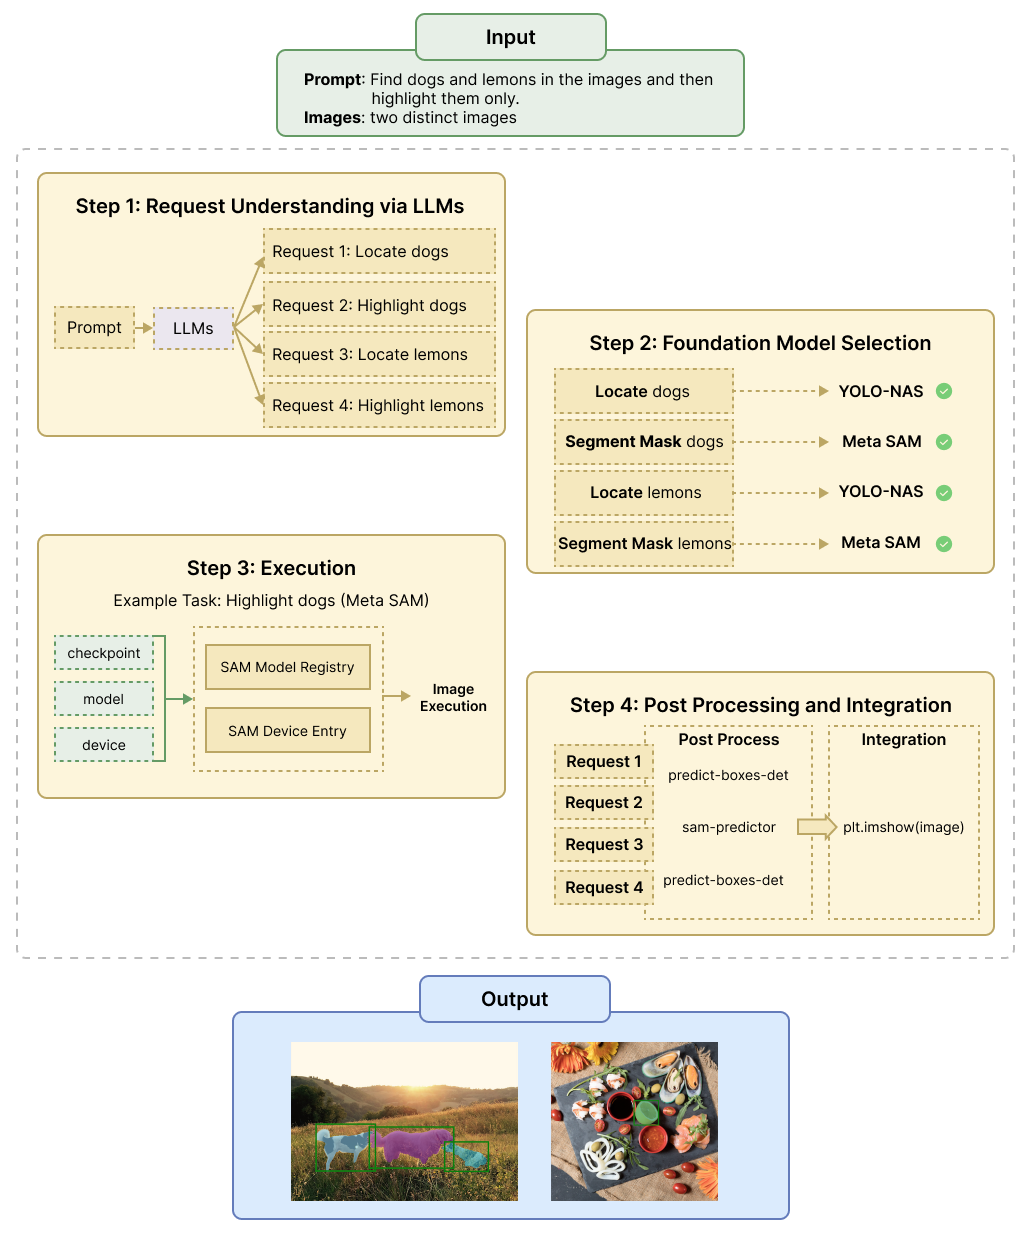 Input
Prompt: Find dogs and lemons in the images and then
highlight them only.
Images: two distinct images
Step 1: Request Understanding via LLMs
Prompt
LLMs
Request 1: Locate dogs
Request 2: Highlight dogs
Request 3: Locate lemons
Request 4: Highlight lemons
Step 2: Foundation Model Selection
Locate dogs
YOLO-NAS
Segment Mask dogs
Meta SAM
Locate lemons
YOLO-NAS
Segment Mask lemons
Meta SAM
Step 3: Execution
Example Task: Highlight dogs (Meta SAM)
checkpoint
model
device
SAM Model Registry
SAM Device Entry
Image
Execution
Step 4: Post Processing and Integration
Request 1
Request 2
Request 3
Request 4
Post Process
predict-boxes-det
sam-predictor
predict-boxes-det
Integration
plt.imshow(image)
Output